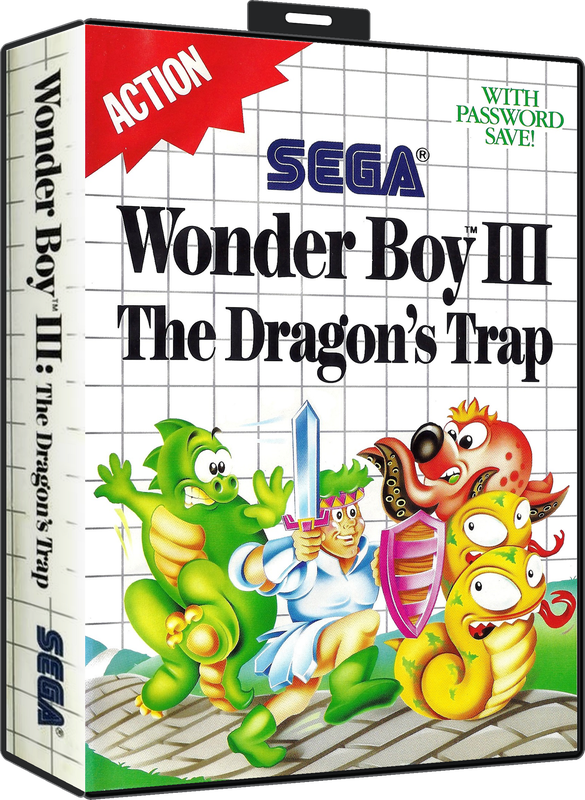 ACTION
WITH
PASSWORD
SAVE!
SEGA®
Wonder Boy™ III
The Dragon's Trap
Wonder Boy™ III: The Dragon's Trap
SEGA®